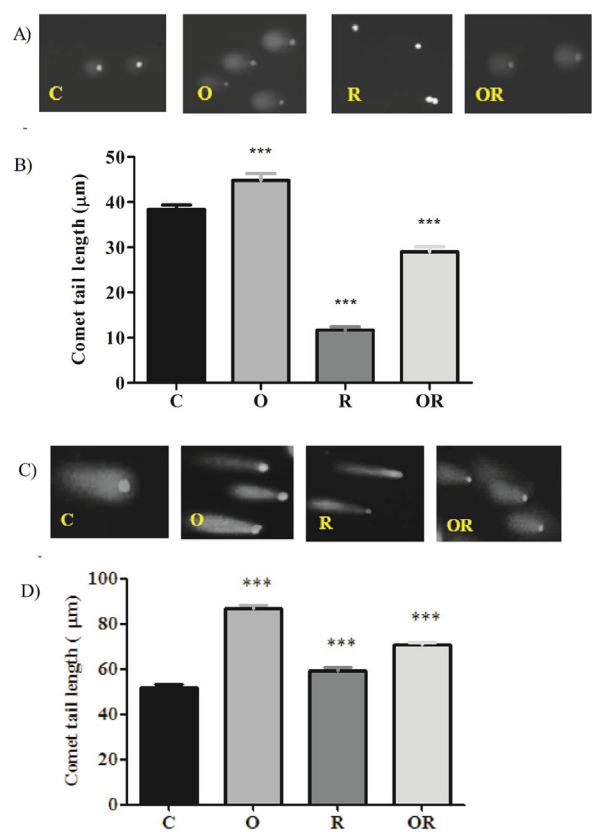 A)
C
O
R
OR
B)
Comet tail length (μm)
50
40
30
40
10
0
***
***
***
C
O
R
OR
C)
C
O
R
OR
D)
Comet tail length ( μm)
100
80
60
40
20
0
***
***
***
C
O
R
OR